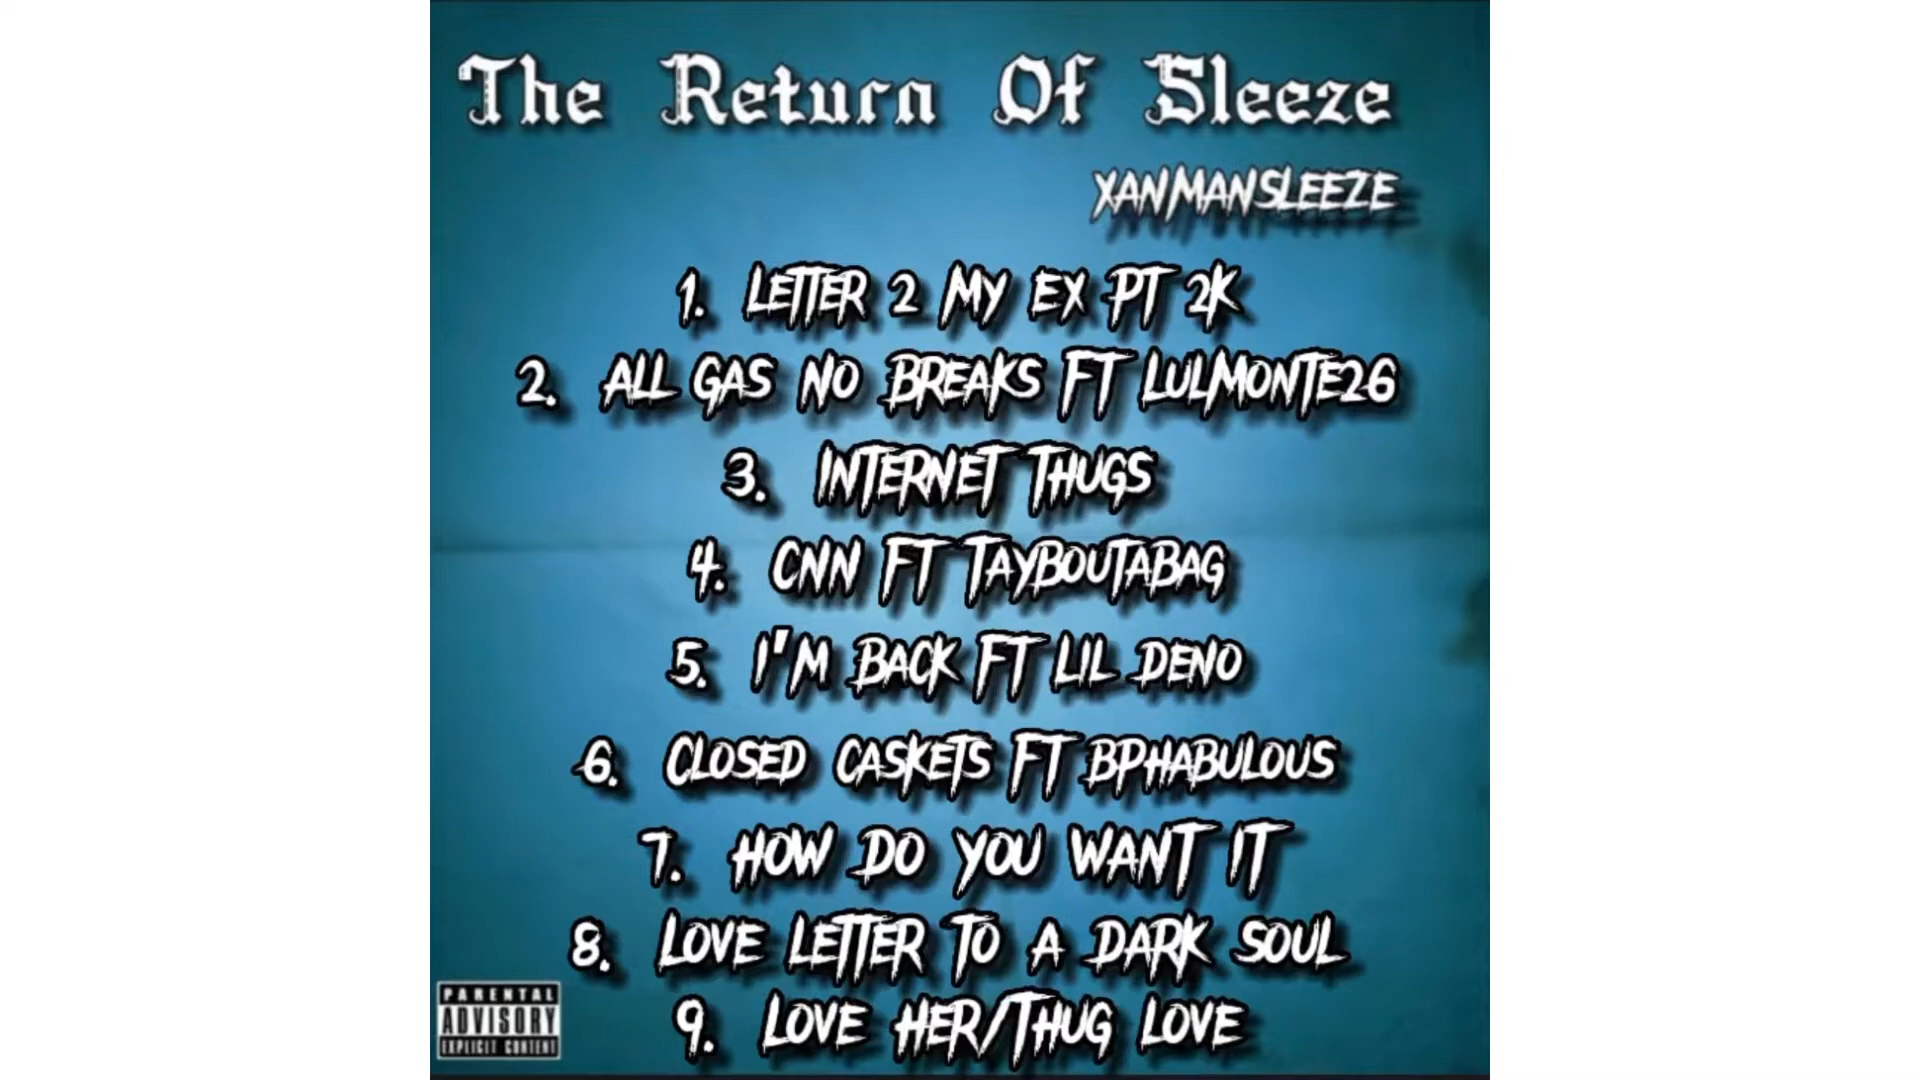 The Return Of Sleeze
XANMANSLEEZE
1. LETTER 2 MY EX PT 2K
2. ALL GAS NO BREAKS FT LULMONTE26
3. INTERNET THUGS
4. CNN FT TAYBOUTABAG
5. I'M BACK FT LIL DENO
6. CLOSED CASKETS FT BPHABULOUS
7. HOW DO YOU WANT IT
8. LOVE LETTER TO A DARK SOUL
9. LOVE HER/THUG LOVE
PARENTAL
ADVISORY
EXPLICIT CONTENT